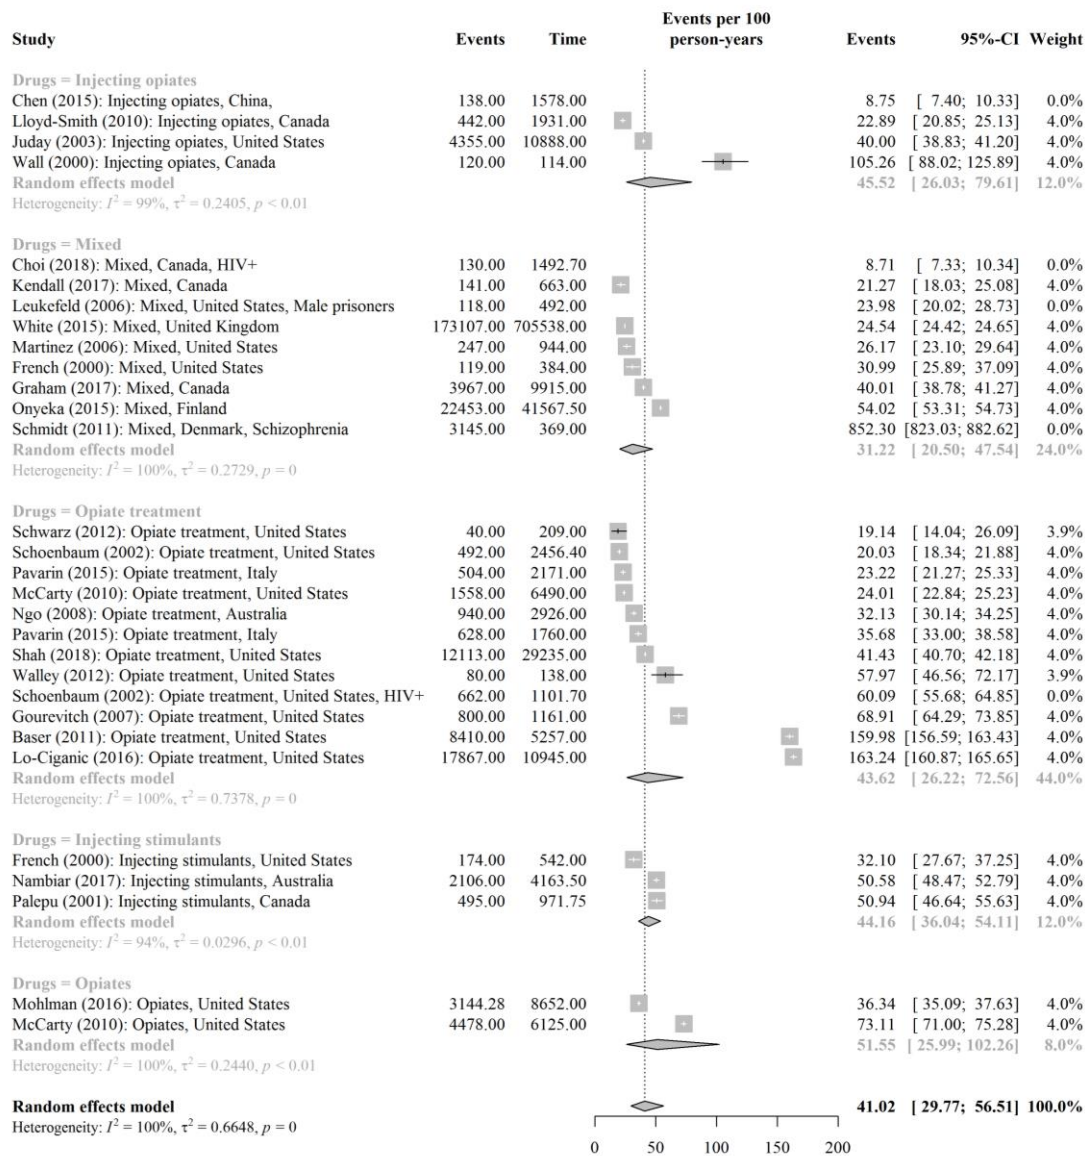 Study Events Time Events per 100 person-years Events 95%-CI Weight
Drugs = Injecting opiates
Chen (2015): Injecting opiates, China, 138.00 1578.00 8.75 [ 7.40; 10.33] 0.0%
Lloyd-Smith (2010): Injecting opiates, Canada 442.00 1931.00 22.89 [ 20.85; 25.13] 4.0%
Juday (2003): Injecting opiates, United States 4355.00 10888.00 40.00 [ 38.83; 41.20] 4.0%
Wall (2000): Injecting opiates, Canada 120.00 114.00 105.26 [ 88.02; 125.89] 4.0%
Random effects model 45.52 [ 26.03; 79.61] 12.0%
Heterogeneity: I² = 99%, τ² = 0.2405, p < 0.01
Drugs = Mixed
Choi (2018): Mixed, Canada, HIV+ 130.00 1492.70 8.71 [ 7.33; 10.34] 0.0%
Kendall (2017): Mixed, Canada 141.00 663.00 21.27 [ 18.03; 25.08] 4.0%
Leukefeld (2006): Mixed, United States, Male prisoners 118.00 492.00 23.98 [ 20.02; 28.73] 0.0%
White (2015): Mixed, United Kingdom 173107.00 705538.00 24.54 [ 24.42; 24.65] 4.0%
Martinez (2006): Mixed, United States 247.00 944.00 26.17 [ 23.10; 29.64] 4.0%
French (2000): Mixed, United States 119.00 384.00 30.99 [ 25.89; 37.09] 4.0%
Graham (2017): Mixed, Canada 3967.00 9915.00 40.01 [ 38.78; 41.27] 4.0%
Onyeka (2015): Mixed, Finland 22453.00 41567.50 54.02 [ 53.31; 54.73] 4.0%
Schmidt (2011): Mixed, Denmark, Schizophrenia 3145.00 369.00 852.30 [823.03; 882.62] 0.0%
Random effects model 31.22 [ 20.50; 47.54] 24.0%
Heterogeneity: I² = 100%, τ² = 0.2729, p = 0
Drugs = Opiate treatment
Schwarz (2012): Opiate treatment, United States 40.00 209.00 19.14 [ 14.04; 26.09] 3.9%
Schoenbaum (2002): Opiate treatment, United States 492.00 2456.40 20.03 [ 18.34; 21.88] 4.0%
Pavarin (2015): Opiate treatment, Italy 504.00 2171.00 23.22 [ 21.27; 25.33] 4.0%
McCarty (2010): Opiate treatment, United States 1558.00 6490.00 24.01 [ 22.84; 25.23] 4.0%
Ngo (2008): Opiate treatment, Australia 940.00 2926.00 32.13 [ 30.14; 34.25] 4.0%
Pavarin (2015): Opiate treatment, Italy 628.00 1760.00 35.68 [ 33.00; 38.58] 4.0%
Shah (2018): Opiate treatment, United States 12113.00 29235.00 41.43 [ 40.70; 42.18] 4.0%
Walley (2012): Opiate treatment, United States 80.00 138.00 57.97 [ 46.56; 72.17] 3.9%
Schoenbaum (2002): Opiate treatment, United States, HIV+ 662.00 1101.70 60.09 [ 55.68; 64.85] 0.0%
Gourevitch (2007): Opiate treatment, United States 800.00 1161.00 68.91 [ 64.29; 73.85] 4.0%
Baser (2011): Opiate treatment, United States 8410.00 5257.00 159.98 [156.59; 163.43] 4.0%
Lo-Ciganic (2016): Opiate treatment, United States 17867.00 10945.00 163.24 [160.87; 165.65] 4.0%
Random effects model 43.62 [ 26.22; 72.56] 44.0%
Heterogeneity: I² = 100%, τ² = 0.7378, p = 0
Drugs = Injecting stimulants
French (2000): Injecting stimulants, United States 174.00 542.00 32.10 [ 27.67; 37.25] 4.0%
Nambiar (2017): Injecting stimulants, Australia 2106.00 4163.50 50.58 [ 48.47; 52.79] 4.0%
Palepu (2001): Injecting stimulants, Canada 495.00 971.75 50.94 [ 46.64; 55.63] 4.0%
Random effects model 44.16 [ 36.04; 54.11] 12.0%
Heterogeneity: I² = 94%, τ² = 0.0296, p < 0.01
Drugs = Opiates
Mohlman (2016): Opiates, United States 3144.28 8652.00 36.34 [ 35.09; 37.63] 4.0%
McCarty (2010): Opiates, United States 4478.00 6125.00 73.11 [ 71.00; 75.28] 4.0%
Random effects model 51.55 [ 25.99; 102.26] 8.0%
Heterogeneity: I² = 100%, τ² = 0.2440, p < 0.01
Random effects model 41.02 [ 29.77; 56.51] 100.0%
Heterogeneity: I² = 100%, τ² = 0.6648, p = 0
0 50 100 150 200